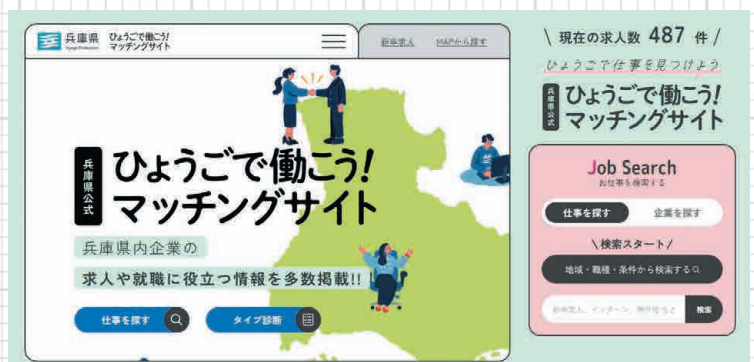 兵庫県
Hyogo Prefecture
ひょうごで働こう!
マッチングサイト
新卒求人
MAPから探す
兵庫県公式
ひょうごで働こう!
マッチングサイト
兵庫県内企業の
求人や就職に役立つ情報を多数掲載!!
仕事を探す
タイプ診断
\ 現在の求人数 487 件 /
ひょうごで仕事を見つけよう
兵庫県公式
ひょうごで働こう!
マッチングサイト
Job Search
お仕事を検索する
仕事を探す
企業を探す
\ 検索スタート /
地域・職種・条件から検索する
検索